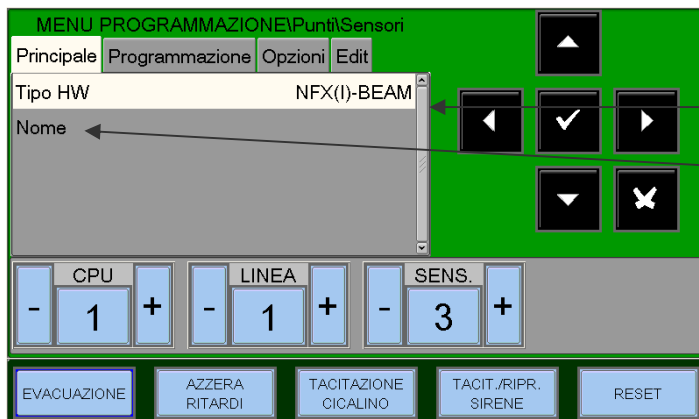 MENU PROGRAMMAZIONE\Punti\Sensori
Principale Programmazione Opzioni Edit
Tipo HW NFX(I)-BEAM
Nome
CPU LINEA SENS.
- 1 + - 1 + - 3 +
EVACUAZIONE AZZERA RITARDI TACITAZIONE CICALINO TACIT./RIPR. SIRENE RESET